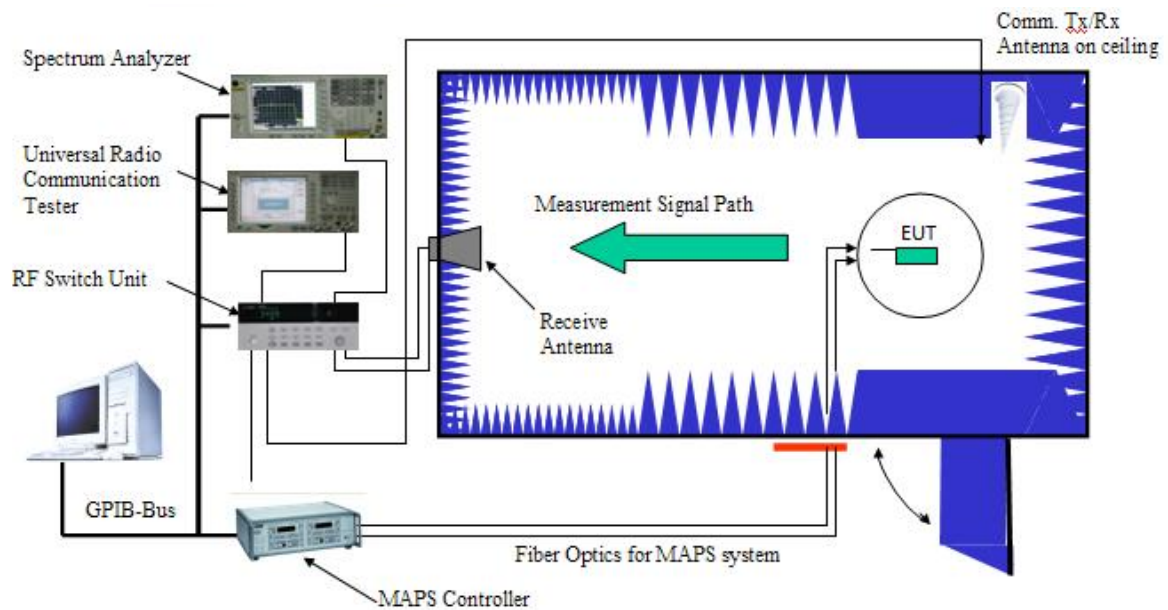 Comm. Tx/Rx
Antenna on ceiling
Spectrum Analyzer
Universal Radio
Communication
Tester
Measurement Signal Path
EUT
RF Switch Unit
Receive
Antenna
GPIB-Bus
Fiber Optics for MAPS system
MAPS Controller